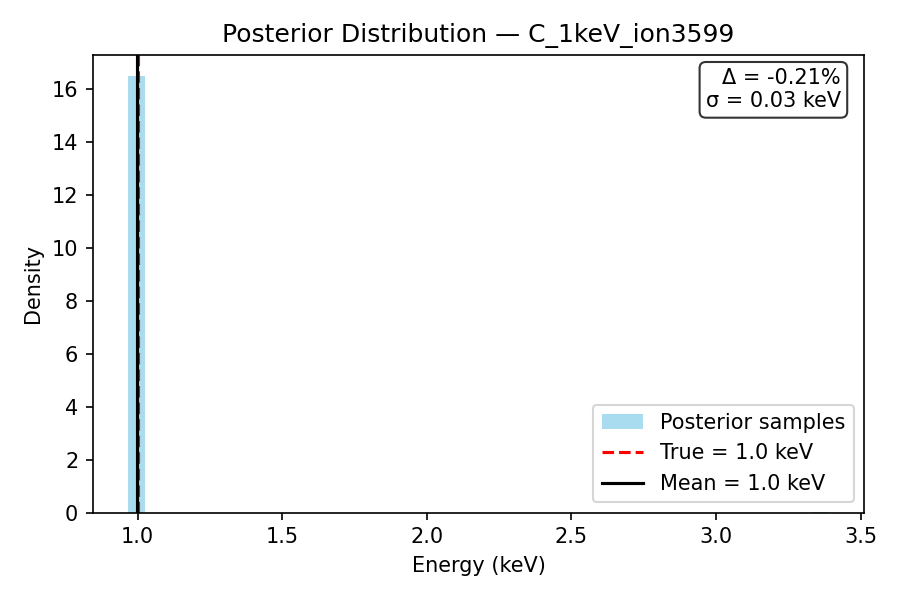 Posterior Distribution — C_1keV_ion3599
Δ = -0.21%
σ = 0.03 keV
16
14
12
10
8
6
4
2
0
Density
Posterior samples
True = 1.0 keV
Mean = 1.0 keV
1.0 1.5 2.0 2.5 3.0 3.5
Energy (keV)